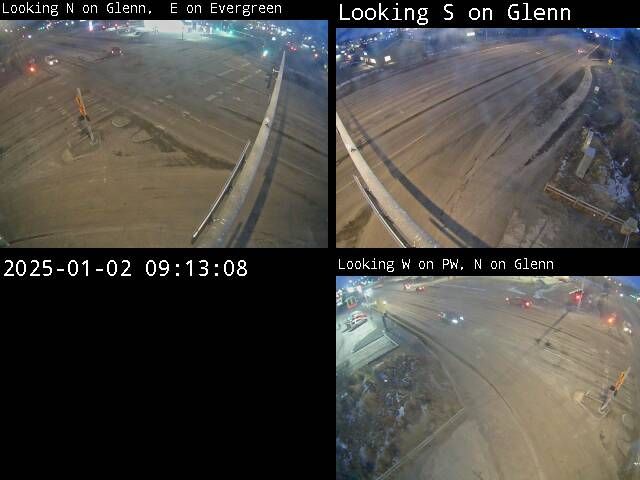 Looking N on Glenn,  E on Evergreen
Looking S on Glenn
2025-01-02 09:13:08
Looking W on PW, N on Glenn